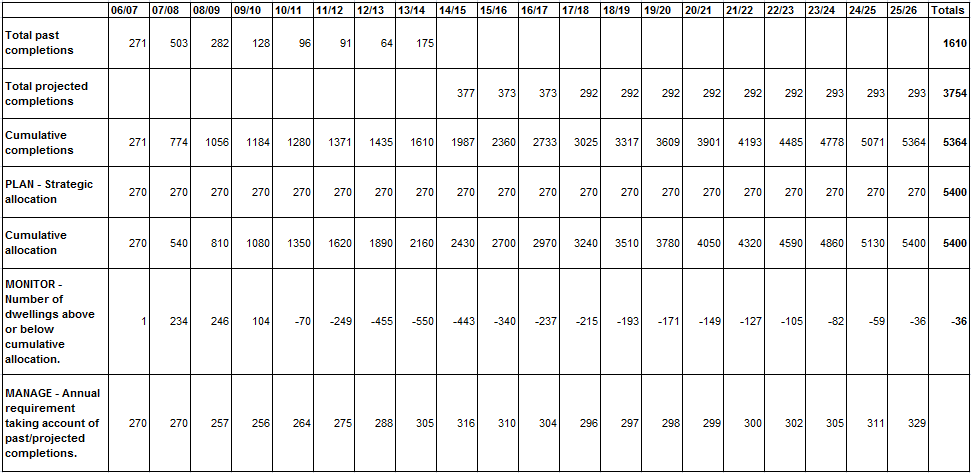 06/07 07/08 08/09 09/10 10/11 11/12 12/13 13/14 14/15 15/16 16/17 17/18 18/19 19/20 20/21 21/22 22/23 23/24 24/25 25/26 Totals
Total past
completions 271 503 282 128 96 91 64 175 1610
Total projected
completions 377 373 373 292 292 292 292 292 292 293 293 293 3754
Cumulative
completions 271 774 1056 1184 1280 1371 1435 1610 1987 2360 2733 3025 3317 3609 3901 4193 4485 4778 5071 5364 5364
PLAN - Strategic
allocation 270 270 270 270 270 270 270 270 270 270 270 270 270 270 270 270 270 270 270 270 5400
Cumulative
allocation 270 540 810 1080 1350 1620 1890 2160 2430 2700 2970 3240 3510 3780 4050 4320 4590 4860 5130 5400 5400
MONITOR -
Number of
dwellings above
or below
cumulative
allocation. 1 234 246 104 -70 -249 -455 -550 -443 -340 -237 -215 -193 -171 -149 -127 -105 -82 -59 -36 -36
MANAGE - Annual
requirement
taking account of
past/projected
completions. 270 270 257 256 264 275 288 305 316 310 304 296 297 298 299 300 302 305 311 329